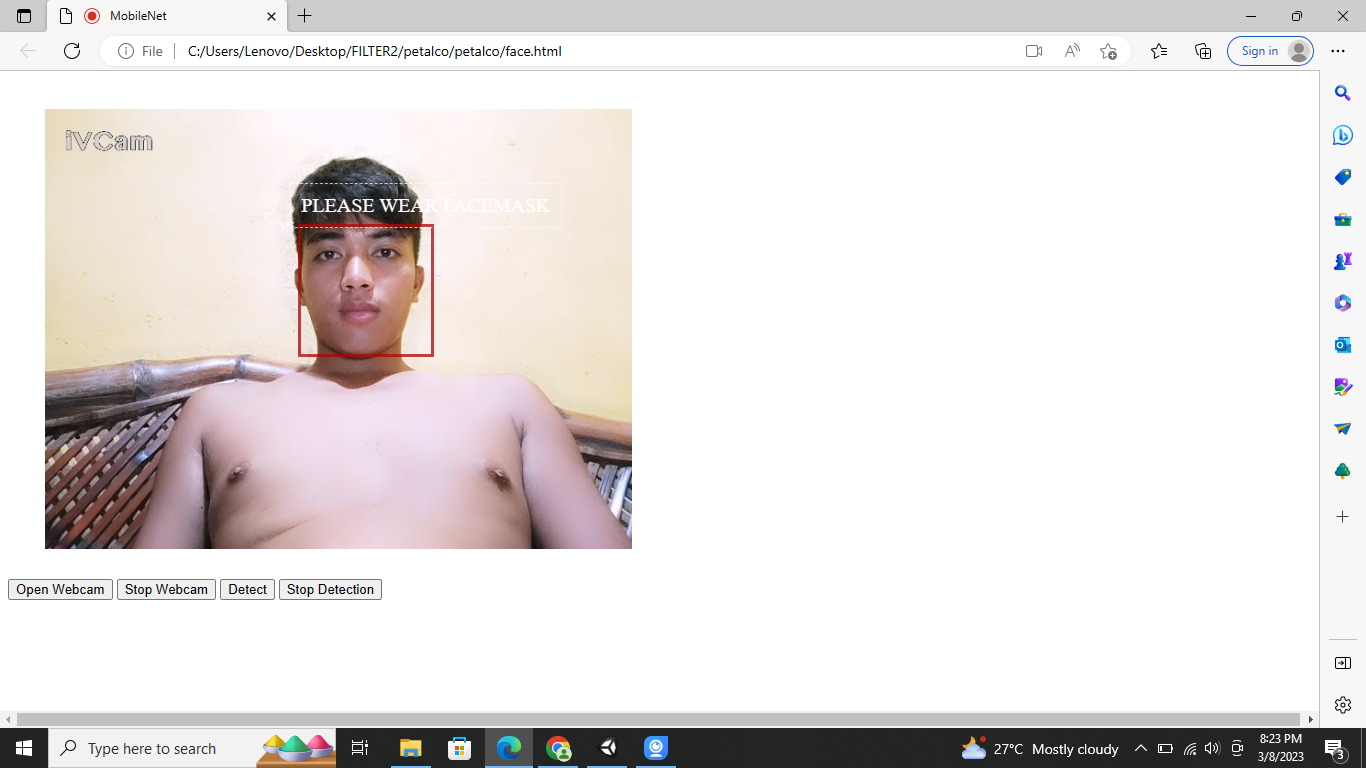 MobileNet
File
C:/Users/Lenovo/Desktop/FILTER2/petalco/petalco/face.html
Sign in
iVCam
PLEASE WEAR FACEMASK
Open Webcam Stop Webcam Detect Stop Detection
Type here to search
27°C Mostly cloudy
8:23 PM
3/8/2023
3